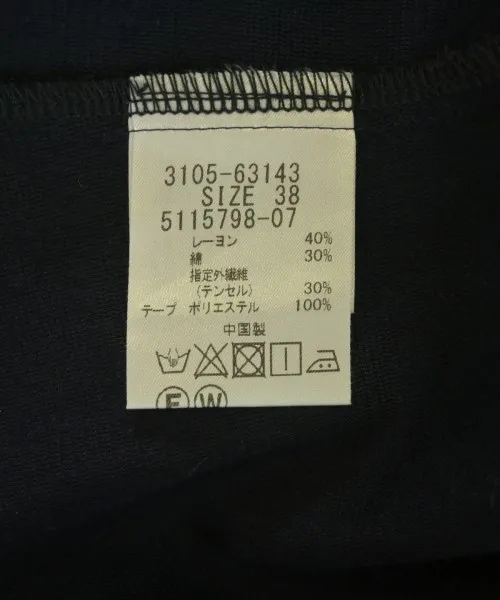 3105-63143
SIZE 38
5115798-07
レーヨン 40%
綿 30%
指定外繊維
(テンセル) 30%
テープ ポリエステル 100%
中国製
F W